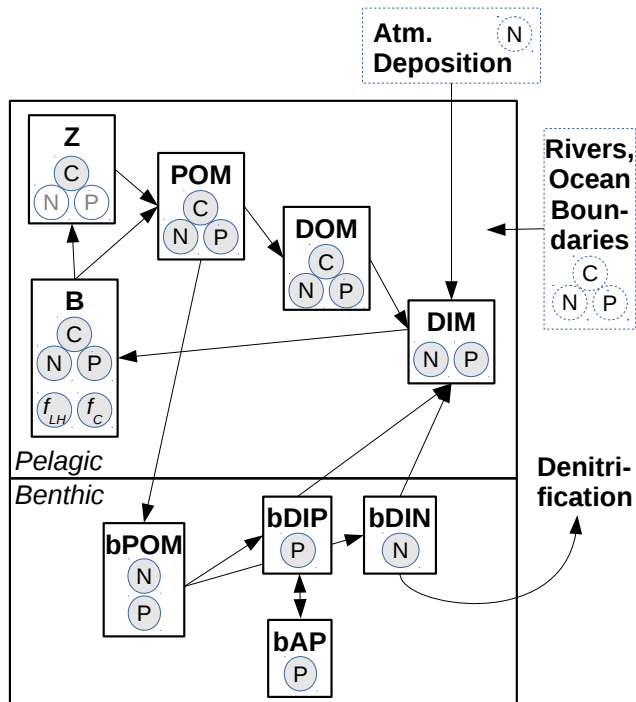 Atm.
Deposition
N
Rivers,
Ocean
Boun-
daries
C
N P
Z
C
N P
POM
C
N P
DOM
C
N P
B
C
N P
f_LH f_C
DIM
N P
Pelagic
Benthic
Denitri-
fication
bPOM
N
P
bDIP
P
bDIN
N
bAP
P